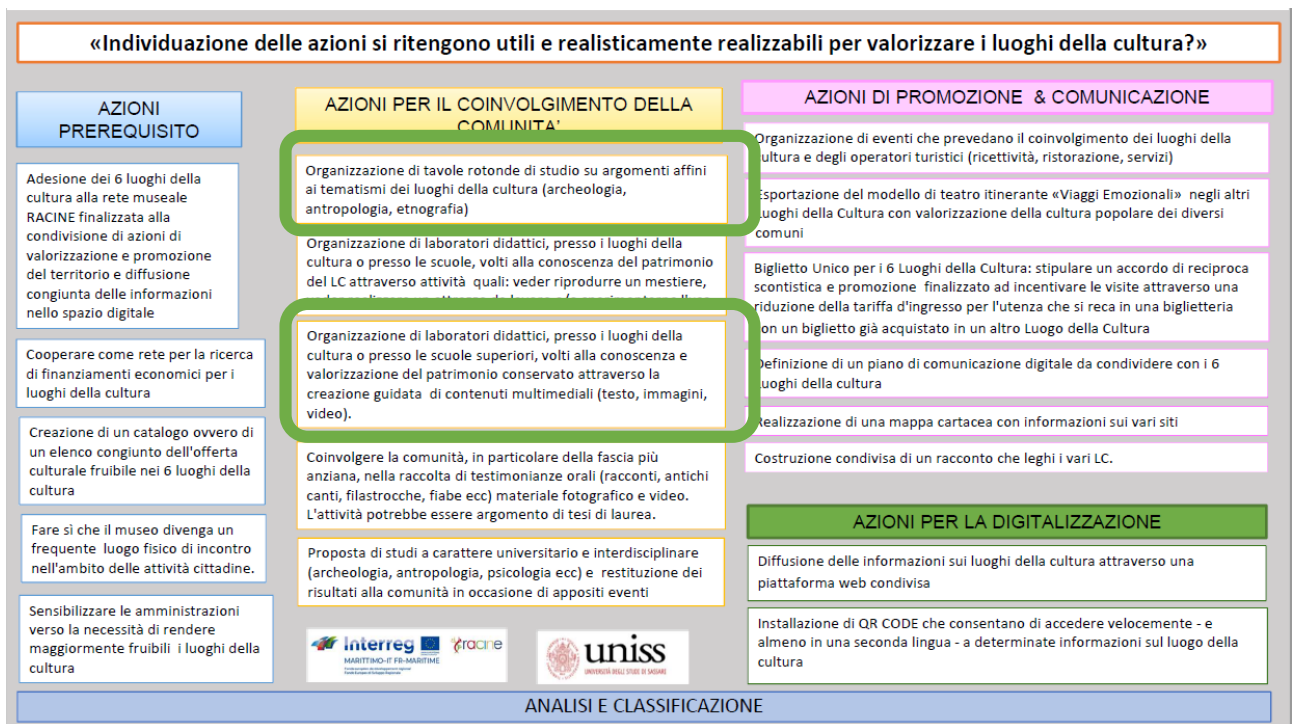 «Individuazione delle azioni si ritengono utili e realisticamente realizzabili per valorizzare i luoghi della cultura?»
AZIONI
PREREQUISITO
Adesione dei 6 luoghi della
cultura alla rete museale
RACINE finalizzata alla
condivisione di azioni di
valorizzazione e promozione
del territorio e diffusione
congiunta delle informazioni
nello spazio digitale
Cooperare come rete per la ricerca
di finanziamenti economici per i
luoghi della cultura
Creazione di un catalogo ovvero di
un elenco congiunto dell'offerta
culturale fruibile nei 6 luoghi della
cultura
Fare sì che il museo divenga un
frequente luogo fisico di incontro
nell'ambito delle attività cittadine.
Sensibilizzare le amministrazioni
verso la necessità di rendere
maggiormente fruibili i luoghi della
cultura
AZIONI PER IL COINVOLGIMENTO DELLA
COMUNITA'
Organizzazione di tavole rotonde di studio su argomenti affini
ai tematismi dei luoghi della cultura (archeologia,
antropologia, etnografia)
Organizzazione di laboratori didattici, presso i luoghi della
cultura o presso le scuole, volti alla conoscenza del patrimonio
del LC attraverso attività quali: veder riprodurre un mestiere,
Organizzazione di laboratori didattici, presso i luoghi della
cultura o presso le scuole superiori, volti alla conoscenza e
valorizzazione del patrimonio conservato attraverso la
creazione guidata di contenuti multimediali (testo, immagini,
video).
Coinvolgere la comunità, in particolare della fascia più
anziana, nella raccolta di testimonianze orali (racconti, antichi
canti, filastrocche, fiabe ecc) materiale fotografico e video.
L'attività potrebbe essere argomento di tesi di laurea.
Proposta di studi a carattere universitario e interdisciplinare
(archeologia, antropologia, psicologia ecc) e restituzione dei
risultati alla comunità in occasione di appositi eventi
Interreg racine
MARITTIMO-IT FR-MARITIME
uniss
UNIVERSITÀ DEGLI STUDI DI SASSARI
AZIONI DI PROMOZIONE & COMUNICAZIONE
Organizzazione di eventi che prevedano il coinvolgimento dei luoghi della
cultura e degli operatori turistici (ricettività, ristorazione, servizi)
Esportazione del modello di teatro itinerante «Viaggi Emozionali» negli altri
Luoghi della Cultura con valorizzazione della cultura popolare dei diversi
comuni
Biglietto Unico per i 6 Luoghi della Cultura: stipulare un accordo di reciproca
scontistica e promozione finalizzato ad incentivare le visite attraverso una
riduzione della tariffa d'ingresso per l'utenza che si reca in una biglietteria
con un biglietto già acquistato in un altro Luogo della Cultura
Definizione di un piano di comunicazione digitale da condividere con i 6
Luoghi della cultura
Realizzazione di una mappa cartacea con informazioni sui vari siti
Costruzione condivisa di un racconto che leghi i vari LC.
AZIONI PER LA DIGITALIZZAZIONE
Diffusione delle informazioni sui luoghi della cultura attraverso una
piattaforma web condivisa
Installazione di QR CODE che consentano di accedere velocemente - e
almeno in una seconda lingua - a determinate informazioni sul luogo della
cultura
ANALISI E CLASSIFICAZIONE